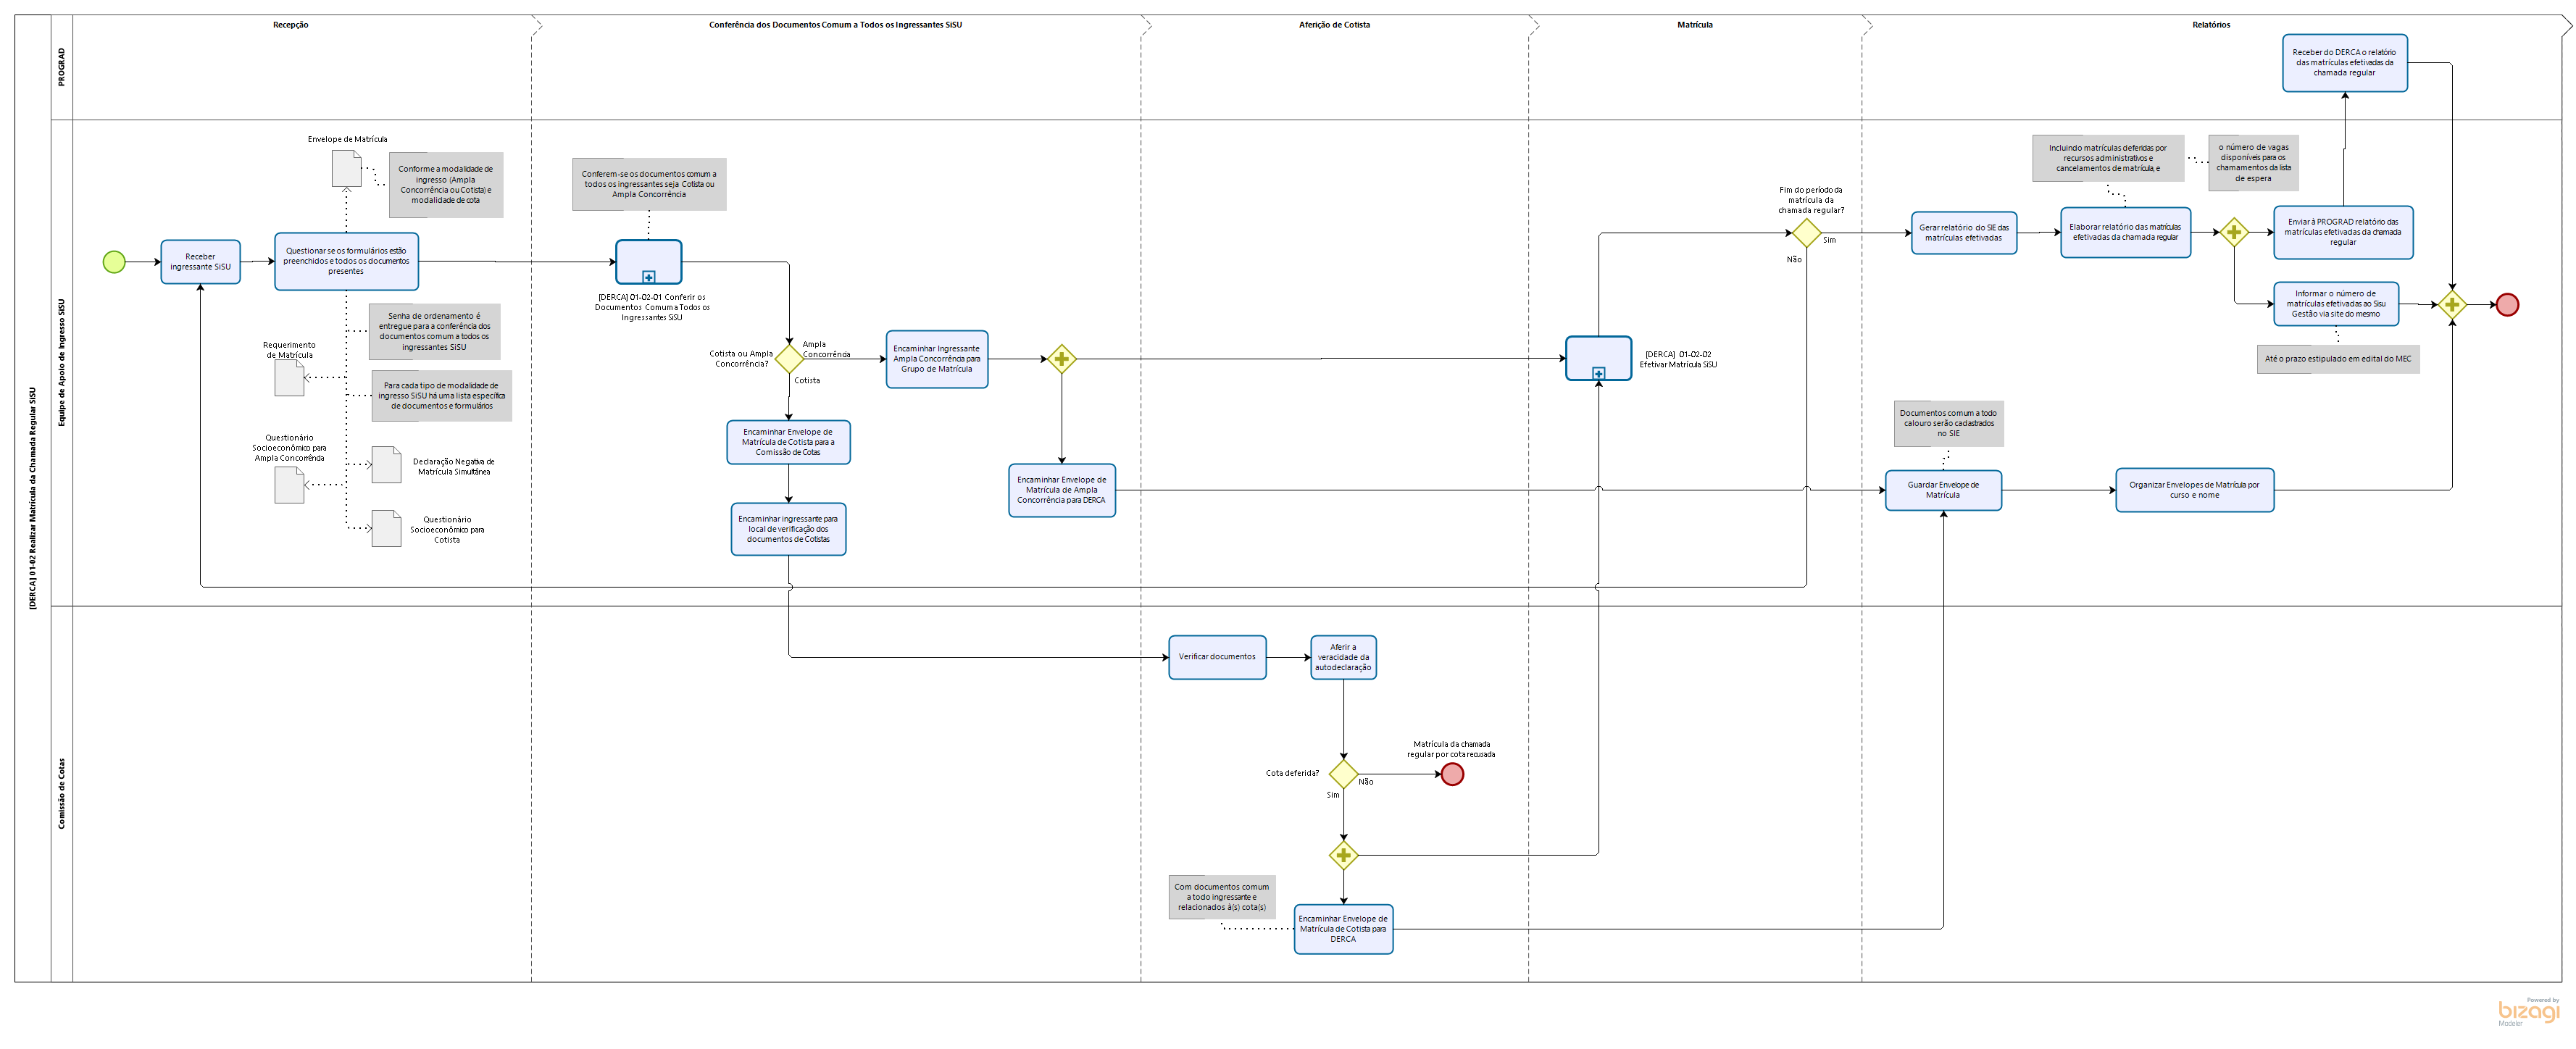 [DERCA] 01-02 Realizar Matrícula da Chamada Regular SiSU
Recepção
Conferência dos Documentos Comum a Todos os Ingressantes SiSU
Aferição de Cotista
Matrícula
Relatórios
PROGRAD
Receber do DERCA o relatório
das matrículas efetivadas da
chamada regular
Equipe de Apoio de Ingresso SiSU
Envelope de Matrícula
Conforme a modalidade de
ingresso (Ampla
Concorrência ou Cotista) e
modalidade de cota
Receber
ingressante SiSU
Questionar se os formulários estão
preenchidos e todos os documentos
presentes
Senha de ordenamento é
entregue para a conferência dos
documentos comum a todos os
ingressantes SiSU
Requerimento
de Matrícula
Para cada tipo de modalidade de
ingresso SiSU há uma lista específica
de documentos e formulários
Questionário
Socioeconômico para
Ampla Concorrência
Declaração Negativa de
Matrícula Simultânea
Questionário
Socioeconômico para
Cotista
Conferem-se os documentos comum a
todos os ingressantes seja Cotista ou
Ampla Concorrência
[DERCA] 01-02-01 Conferir os
Documentos Comum a Todos os
Ingressantes SiSU
Cotista ou Ampla
Concorrência?
Ampla
Concorrência
Cotista
Encaminhar Ingressante
Ampla Concorrência para
Grupo de Matrícula
Encaminhar Envelope de
Matrícula de Cotista para a
Comissão de Cotas
Encaminhar ingressante para
local de verificação dos
documentos de Cotistas
Encaminhar Envelope de
Matrícula de Ampla
Concorrência para DERCA
[DERCA] 01-02-02
Efetivar Matrícula SiSU
Fim do período da
matrícula da
chamada regular?
Sim
Não
Gerar relatório do SIE das
matrículas efetivadas
Incluindo matrículas deferidas por
recursos administrativos e
cancelamentos de matrícula, e
o número de vagas
disponíveis para os
chamamentos da lista
de espera
Elaborar relatório das matrículas
efetivadas da chamada regular
Enviar à PROGRAD relatório das
matrículas efetivadas da chamada
regular
Informar o número de
matrículas efetivadas ao Sisu
Gestão via site do mesmo
Até o prazo estipulado em edital do MEC
Documentos comum a todo
calouro serão cadastrados
no SIE
Guardar Envelope de
Matrícula
Organizar Envelopes de Matrícula por
curso e nome
Comissão de Cotas
Verificar documentos
Aferir a
veracidade da
autodeclaração
Cota deferida?
Não
Sim
Matrícula da chamada
regular por cota recusada
Com documentos comum
a todo ingressante e
relacionados à(s) cota(s)
Encaminhar Envelope de
Matrícula de Cotista para
DERCA
Powered by
bizagi
Modeler